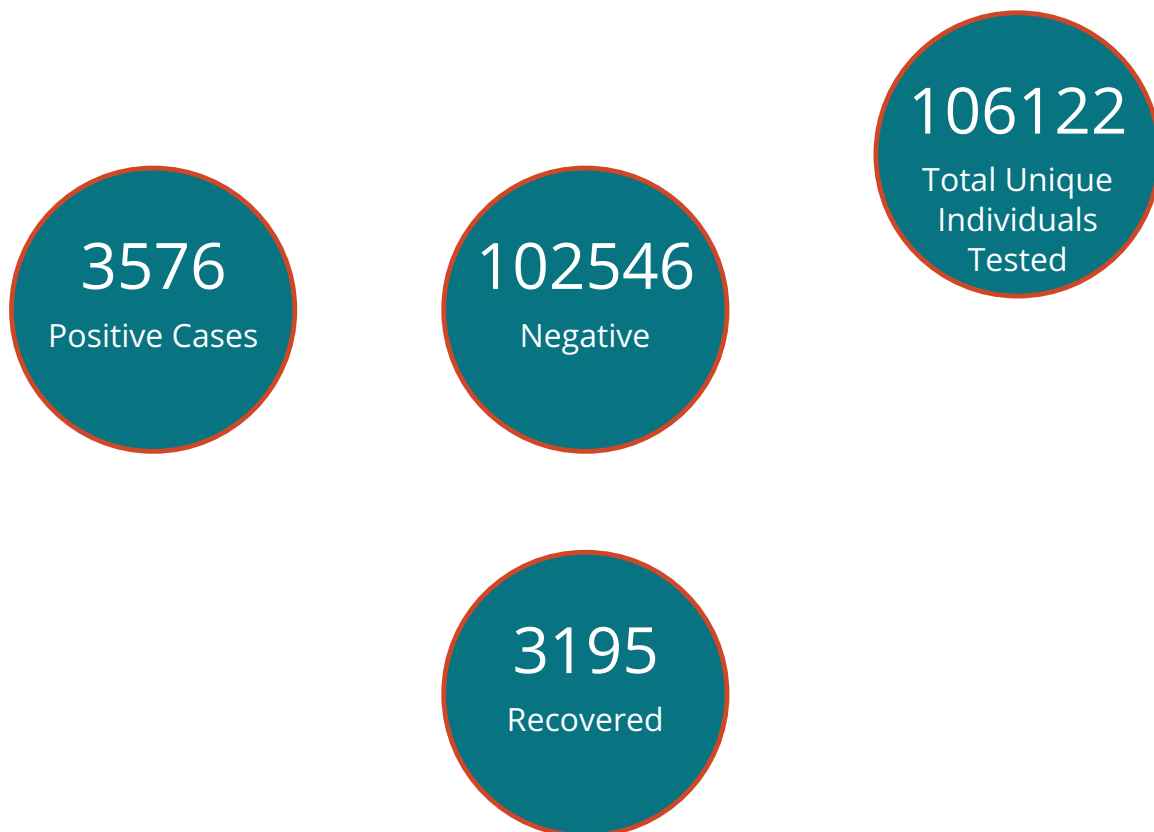 3576
Positive Cases
102546
Negative
106122
Total Unique
Individuals
Tested
3195
Recovered